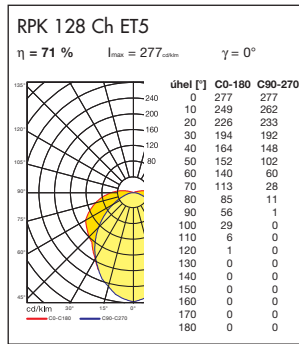 RPK 128 Ch ET5
η = 71 % Imax = 277 cd/klm γ = 0°
135°
120°
105°
90°
75°
60°
45°
240
200
160
120
80
cd/klm 30° 15° 0°
C0-C180 C90-C270
úhel [°] C0-180 C90-270
0 277 277
10 249 262
20 226 233
30 194 192
40 164 148
50 152 102
60 140 60
70 113 28
80 85 11
90 56 1
100 29 0
110 6 0
120 1 0
130 0 0
140 0 0
150 0 0
160 0 0
170 0 0
180 0 0